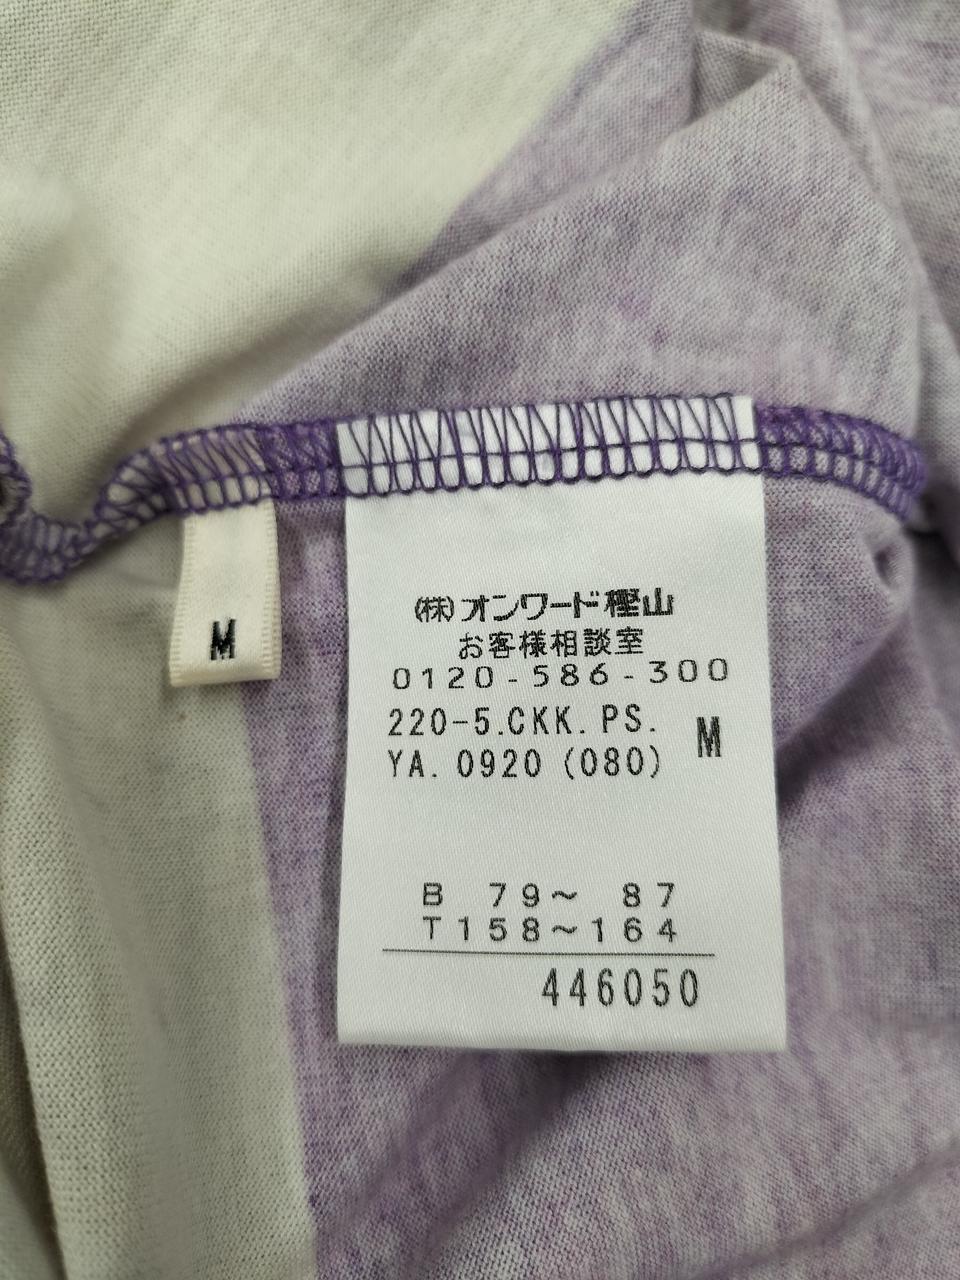 M
㈱オンワード樫山
お客様相談室
0120-586-300
220-5.CKK.PS.
YA.0920 (080)
M
B 79～ 87
T158～164
446050